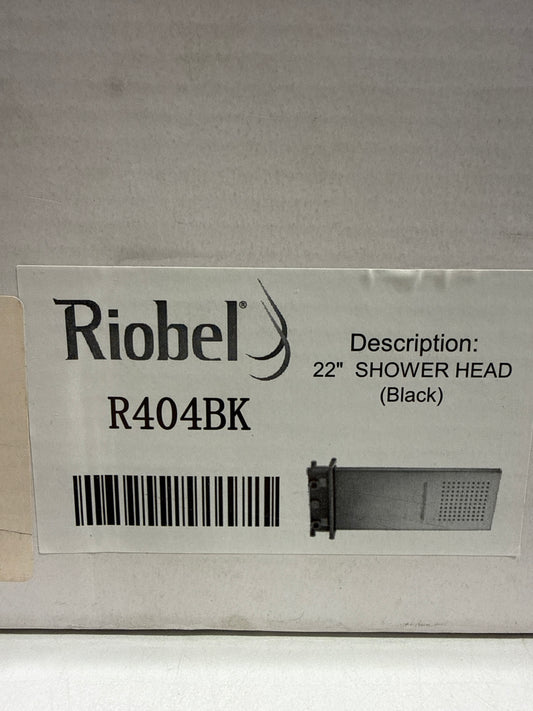 Riobel®
R404BK
Description:
22" SHOWER HEAD
(Black)